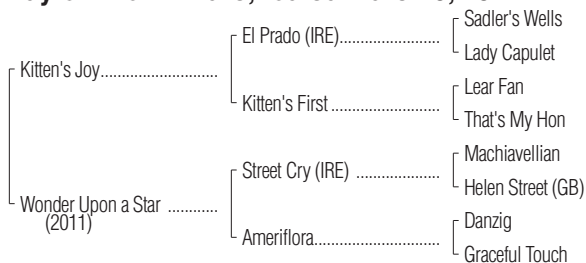 El Prado (IRE)......................... Sadler's Wells
Lady Capulet
Kitten's Joy............................
Kitten's First .......................... Lear Fan
That's My Hon
Street Cry (IRE) .................... Machiavellian
Helen Street (GB)
Wonder Upon a Star ............
(2011)
Ameriflora.............................. Danzig
Graceful Touch